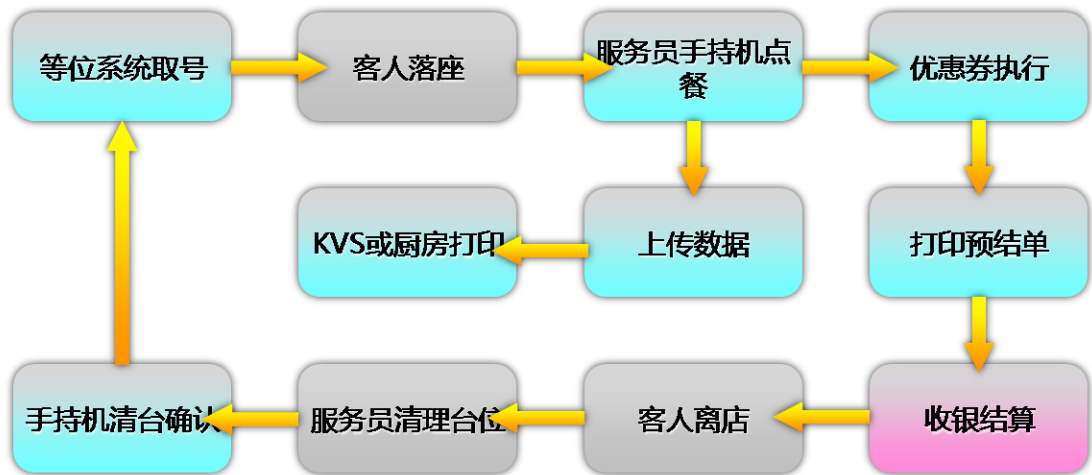 等位系统取号
客人落座
服务员手持机点
餐
优惠券执行
KVS或厨房打印
上传数据
打印预结单
手持机清台确认
服务员清理台位
客人离店
收银结算